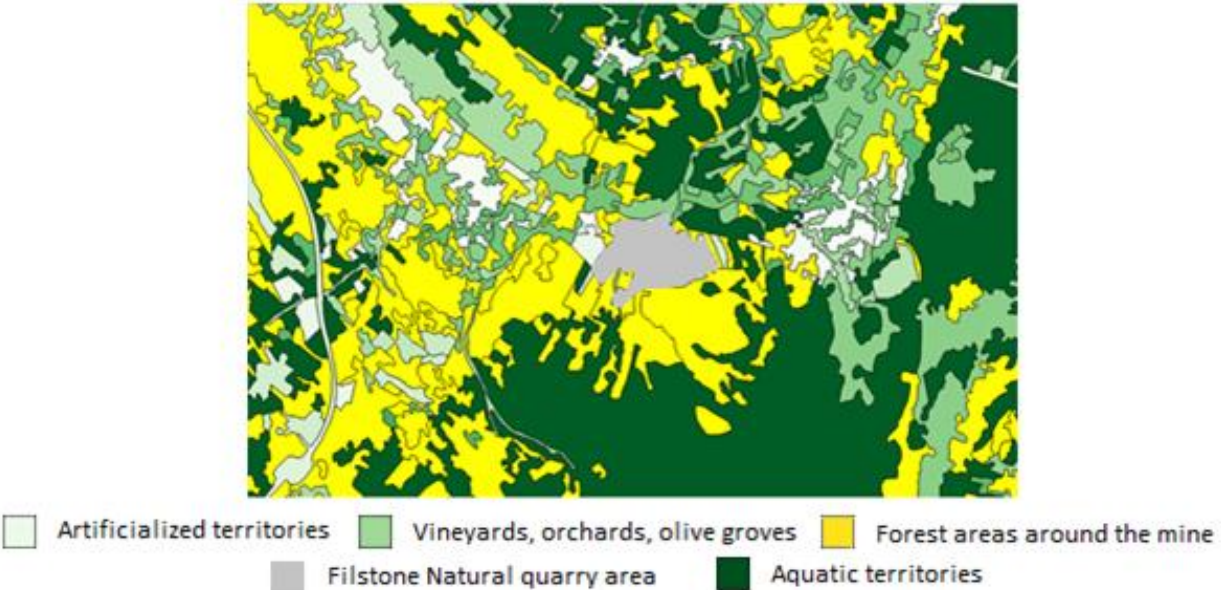 Artificialized territories Vineyards, orchards, olive groves Forest areas around the mine
Filstone Natural quarry area Aquatic territories